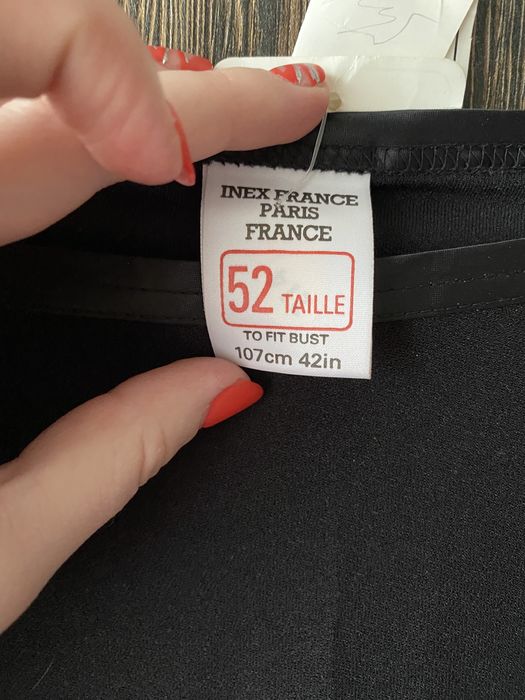 INEX FRANCE
PARIS
FRANCE
52 TAILLE
TO FIT BUST
107cm 42in